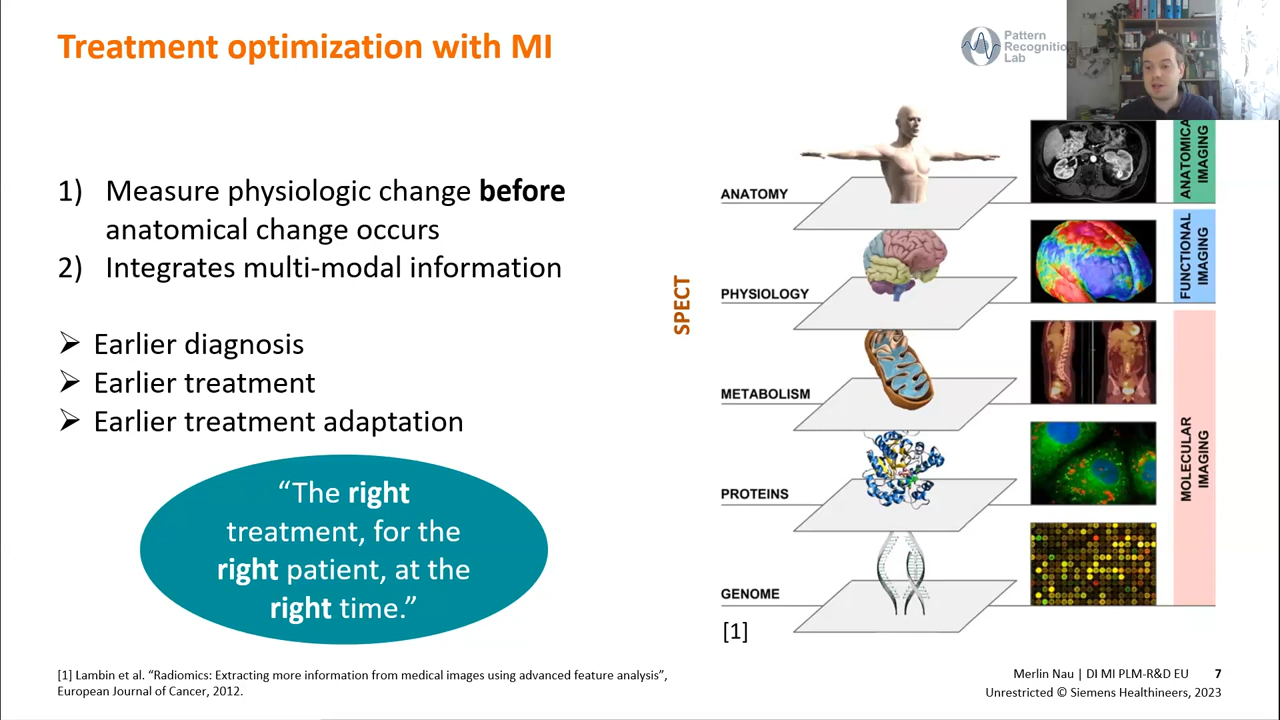 Treatment optimization with MI
Pattern
Recognitio
Lab
1) Measure physiologic change before
anatomical change occurs
2) Integrates multi-modal information
➢ Earlier diagnosis
➢ Earlier treatment
➢ Earlier treatment adaptation
“The right
treatment, for the
right patient, at the
right time.”
SPECT
ANATOMY
PHYSIOLOGY
METABOLISM
PROTEINS
GENOME
ANATOMICA
IMAGING
FUNCTIONAL
IMAGING
MOLECULAR
IMAGING
[1]
[1] Lambin et al. “Radiomics: Extracting more information from medical images using advanced feature analysis”,
European Journal of Cancer, 2012.
Merlin Nau | DI MI PLM-R&D EU 7
Unrestricted © Siemens Healthineers, 2023